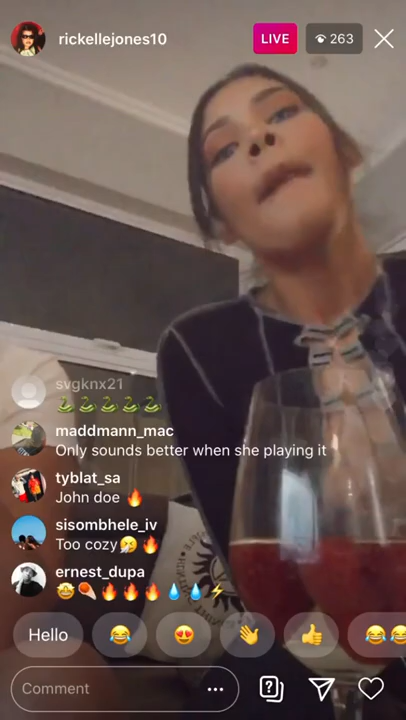 rickellejones10
LIVE
263
svgknx21
🐍🐍🐍🐍🐍
maddmann_mac
Only sounds better when she playing it
tyblat_sa
John doe 🔥
sisombhele_iv
Too cozy🤧🔥
ernest_dupa
🤩☄️🔥🔥🔥💧💧⚡
Hello
Comment